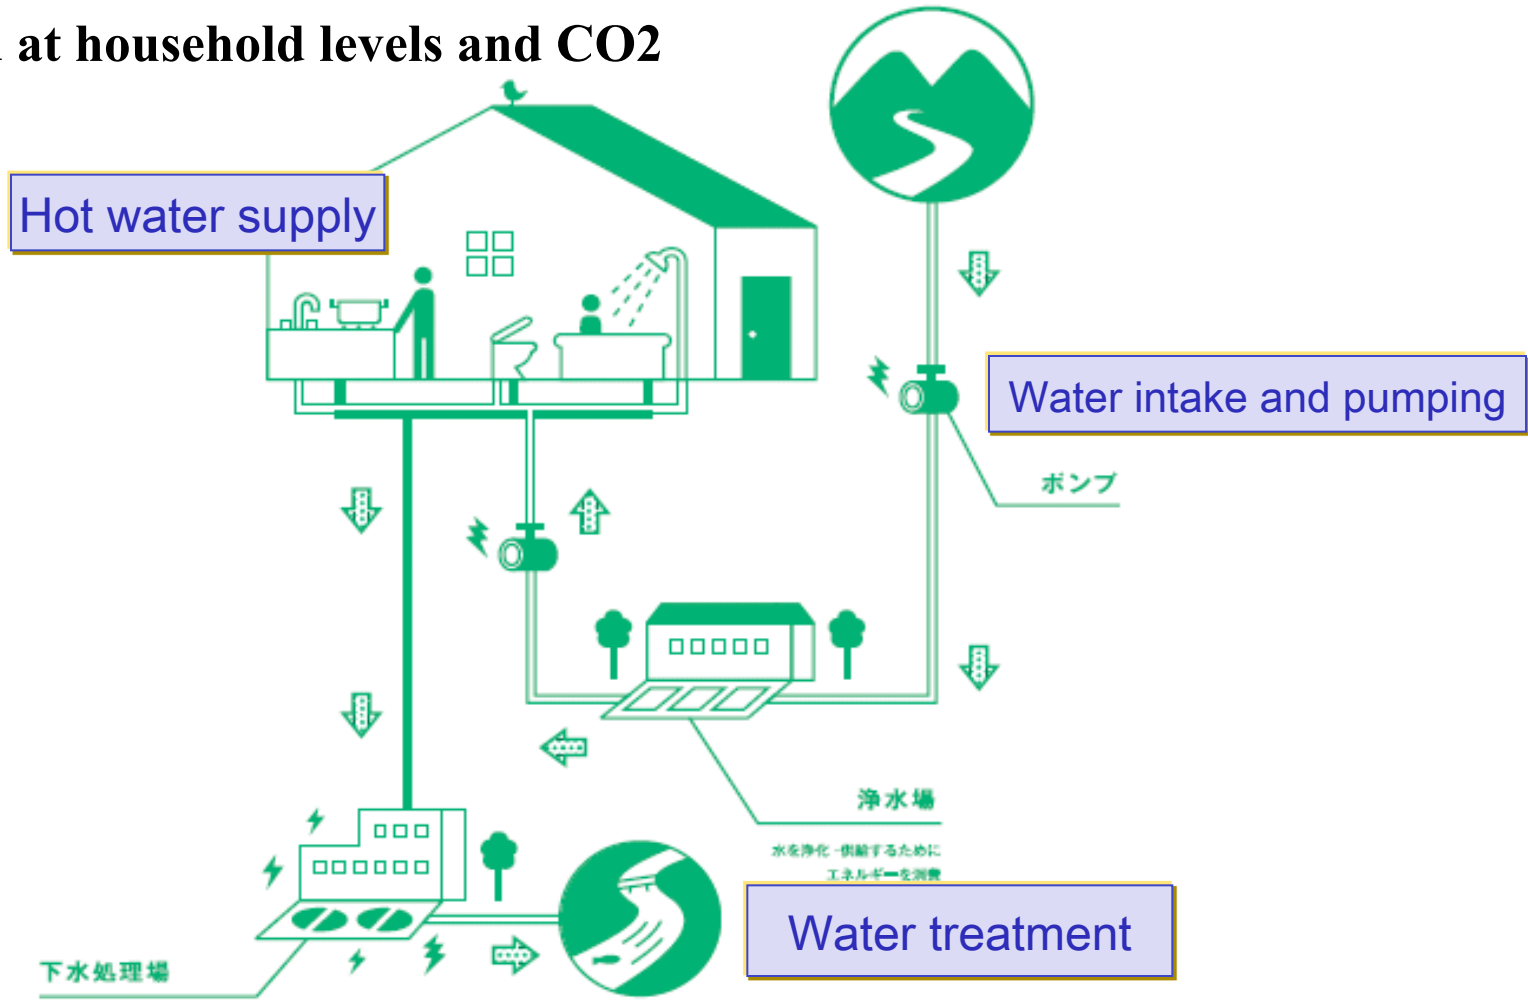 at household levels and CO2
Hot water supply
Water intake and pumping
ポンプ
浄水場
水を浄化・供給するために
エネルギーを消費
Water treatment
下水処理場